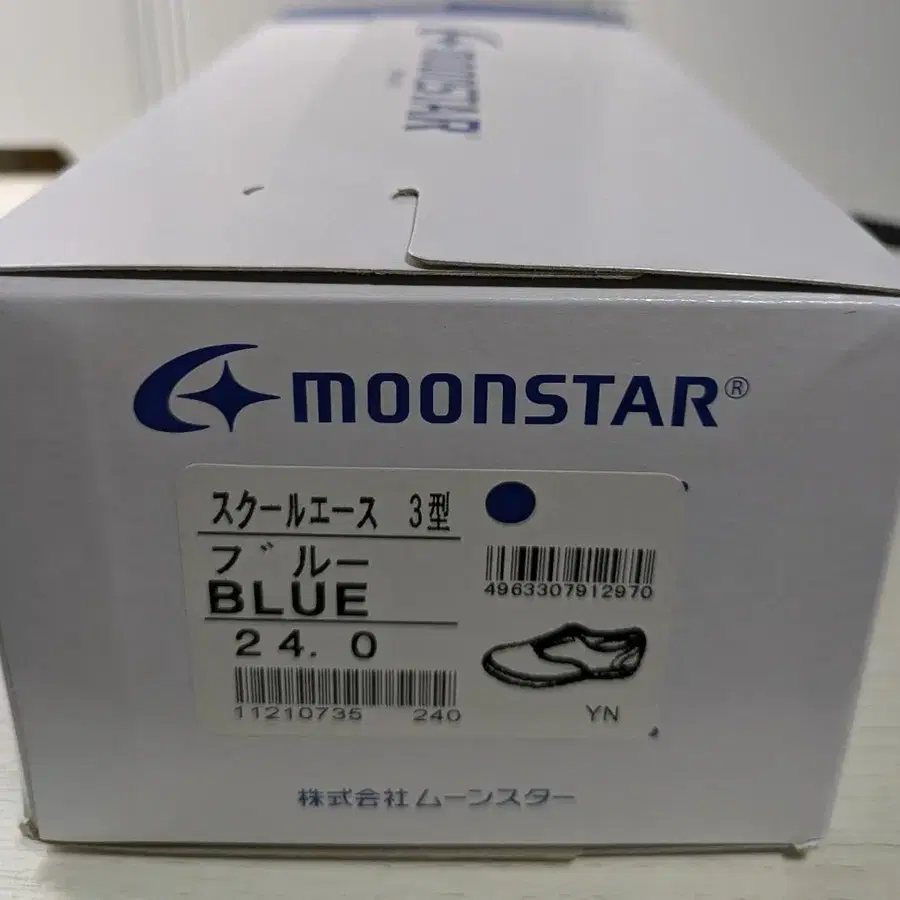 MOONSTAR
MOONSTAR®
スクールエース 3型
ブルー
BLUE
24.0
11210735 240
4963307912970
YN
株式会社ムーンスター